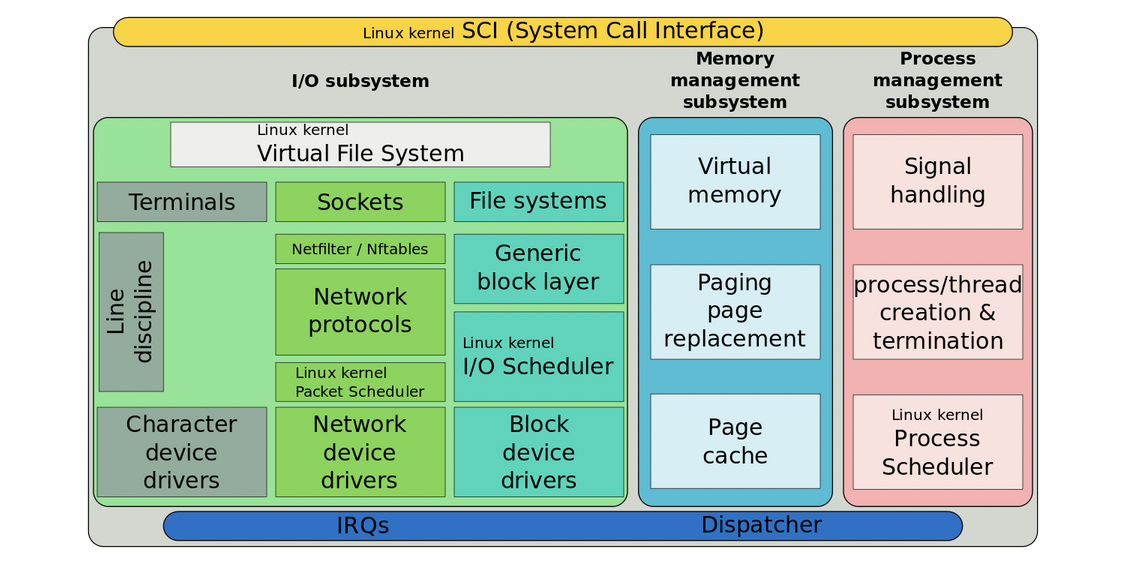 Linux kernel SCI (System Call Interface)
I/O subsystem
Memory
management
subsystem
Process
management
subsystem
Linux kernel
Virtual File System
Terminals
Sockets
File systems
Line
discipline
Netfilter / Nftables
Network
protocols
Linux kernel
Packet Scheduler
Generic
block layer
Linux kernel
I/O Scheduler
Character
device
drivers
Network
device
drivers
Block
device
drivers
Virtual
memory
Paging
page
replacement
Page
cache
Signal
handling
process/thread
creation &
termination
Linux kernel
Process
Scheduler
IRQs
Dispatcher